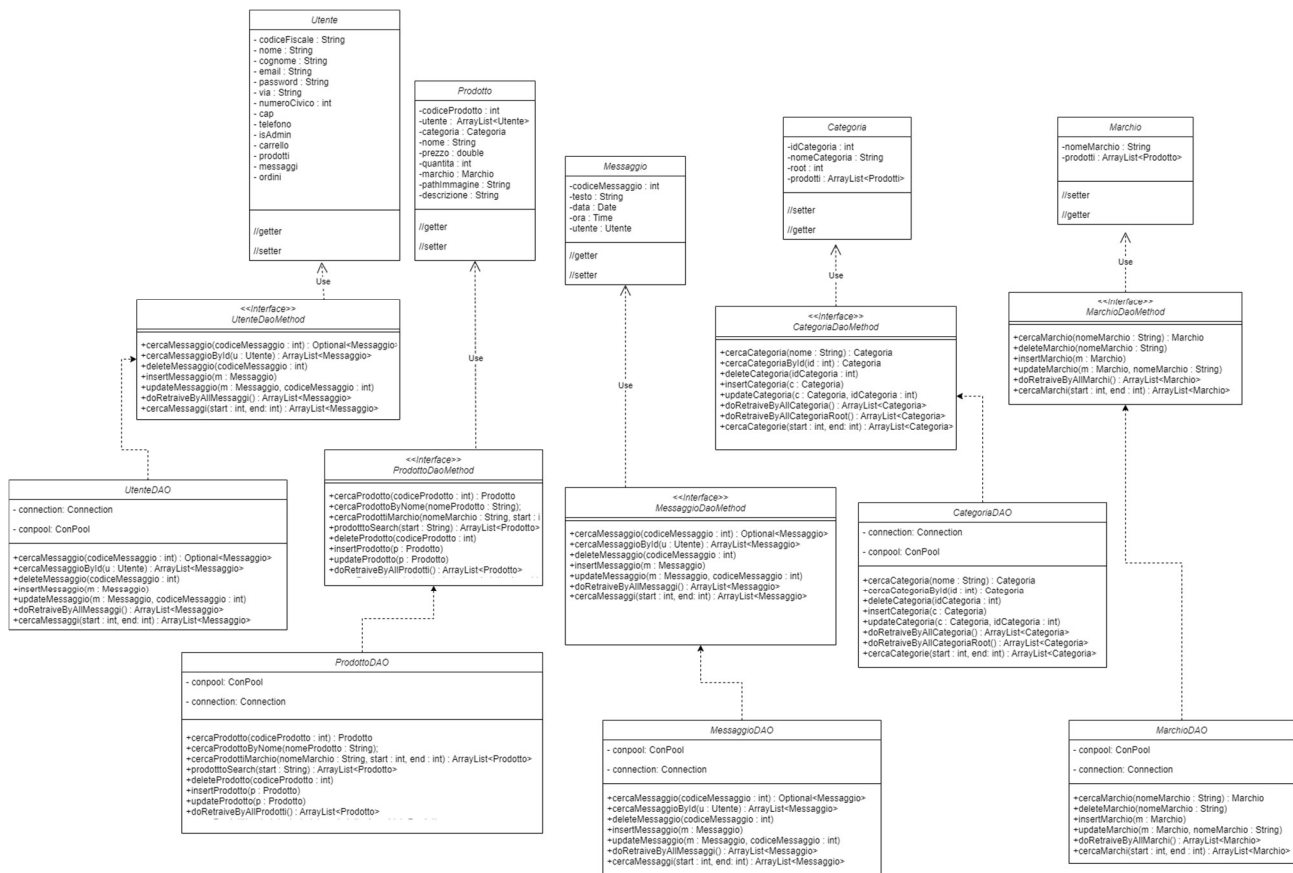 Utente
- codiceFiscale : String
- nome : String
- cognome : String
- email : String
- password : String
- via : String
- numeroCivico : int
- cap
- telefono
- isAdmin
- carrello
- prodotti
- messaggi
- ordini
//getter
//setter
Use
Prodotto
-codiceProdotto : int
-utente : ArrayList<Utente>
-categoria : Categoria
-nome : String
-prezzo : double
-quantita : int
-marchio : Marchio
-pathImmagine : String
-descrizione : String
//getter
//setter
Use
Messaggio
-codiceMessaggio : int
-testo : String
-data : Date
-ora : Time
-utente : Utente
//getter
//setter
Use
Categoria
-idCategoria : int
-nomeCategoria : String
-root : int
-prodotti : ArrayList<Prodotti>
//setter
//getter
Use
Marchio
-nomeMarchio : String
-prodotti : ArrayList<Prodotto>
//setter
//getter
Use
<<Interface>>
UtenteDaoMethod
+cercaMessaggio(codiceMessaggio : int) : Optional<Messaggio>
+cercaMessaggioById(u : Utente) : ArrayList<Messaggio>
+deleteMessaggio(codiceMessaggio : int)
+insertMessaggio(m : Messaggio)
+updateMessaggio(m : Messaggio, codiceMessaggio : int)
+doRetraiveByAllMessaggi() : ArrayList<Messaggio>
+cercaMessaggi(start : int, end: int) : ArrayList<Messaggio>
<<Interface>>
CategoriaDaoMethod
+cercaCategoria(nome : String) : Categoria
+cercaCategoriaById(id : int) : Categoria
+deleteCategoria(idCategoria : int)
+insertCategoria(c : Categoria)
+updateCategoria(c : Categoria, idCategoria : int)
+doRetraiveByAllCategoria() : ArrayList<Categoria>
+doRetraiveByAllCategoriaRoot() : ArrayList<Categoria>
+cercaCategorie(start : int, end: int) : ArrayList<Categoria>
<<Interface>>
MarchioDaoMethod
+cercaMarchio(nomeMarchio : String) : Marchio
+deleteMarchio(nomeMarchio : String)
+insertMarchio(m : Marchio)
+updateMarchio(m : Marchio, nomeMarchio : String)
+doRetraiveByAllMarchi() : ArrayList<Marchio>
+cercaMarchi(start : int, end : int) : ArrayList<Marchio>
<<Interface>>
ProdottoDaoMethod
+cercaProdotto(codiceProdotto : int) : Prodotto
+cercaProdottoByNome(nomeProdotto : String);
+cercaProdottiMarchio(nomeMarchio : String, start : i
+prodotttoSearch(start : String) : ArrayList<Prodotto>
+deleteProdotto(codiceProdotto : int)
+insertProdotto(p : Prodotto)
+updateProdotto(p : Prodotto)
+doRetraiveByAllProdotti() : ArrayList<Prodotto>
<<Interface>>
MessaggioDaoMethod
+cercaMessaggio(codiceMessaggio : int) : Optional<Messaggio>
+cercaMessaggioById(u : Utente) : ArrayList<Messaggio>
+deleteMessaggio(codiceMessaggio : int)
+insertMessaggio(m : Messaggio)
+updateMessaggio(m : Messaggio, codiceMessaggio : int)
+doRetraiveByAllMessaggi() : ArrayList<Messaggio>
+cercaMessaggi(start : int, end: int) : ArrayList<Messaggio>
UtenteDAO
- connection: Connection
- conpool: ConPool
+cercaMessaggio(codiceMessaggio : int) : Optional<Messaggio>
+cercaMessaggioById(u : Utente) : ArrayList<Messaggio>
+deleteMessaggio(codiceMessaggio : int)
+insertMessaggio(m : Messaggio)
+updateMessaggio(m : Messaggio, codiceMessaggio : int)
+doRetraiveByAllMessaggi() : ArrayList<Messaggio>
+cercaMessaggi(start : int, end: int) : ArrayList<Messaggio>
CategoriaDAO
- connection: Connection
- conpool: ConPool
+cercaCategoria(nome : String) : Categoria
+cercaCategoriaById(id : int) : Categoria
+deleteCategoria(idCategoria : int)
+insertCategoria(c : Categoria)
+updateCategoria(c : Categoria, idCategoria : int)
+doRetraiveByAllCategoria() : ArrayList<Categoria>
+doRetraiveByAllCategoriaRoot() : ArrayList<Categoria>
+cercaCategorie(start : int, end: int) : ArrayList<Categoria>
ProdottoDAO
- conpool: ConPool
- connection: Connection
+cercaProdotto(codiceProdotto : int) : Prodotto
+cercaProdottoByNome(nomeProdotto : String);
+cercaProdottiMarchio(nomeMarchio : String, start : int, end : int) : ArrayList<Prodotto>
+prodotttoSearch(start : String) : ArrayList<Prodotto>
+deleteProdotto(codiceProdotto : int)
+insertProdotto(p : Prodotto)
+updateProdotto(p : Prodotto)
+doRetraiveByAllProdotti() : ArrayList<Prodotto>
MessaggioDAO
- conpool: ConPool
- connection: Connection
+cercaMessaggio(codiceMessaggio : int) : Optional<Messaggio>
+cercaMessaggioById(u : Utente) : ArrayList<Messaggio>
+deleteMessaggio(codiceMessaggio : int)
+insertMessaggio(m : Messaggio)
+updateMessaggio(m : Messaggio, codiceMessaggio : int)
+doRetraiveByAllMessaggi() : ArrayList<Messaggio>
+cercaMessaggi(start : int, end: int) : ArrayList<Messaggio>
MarchioDAO
- conpool: ConPool
- connection: Connection
+cercaMarchio(nomeMarchio : String) : Marchio
+deleteMarchio(nomeMarchio : String)
+insertMarchio(m : Marchio)
+updateMarchio(m : Marchio, nomeMarchio : String)
+doRetraiveByAllMarchi() : ArrayList<Marchio>
+cercaMarchi(start : int, end : int) : ArrayList<Marchio>